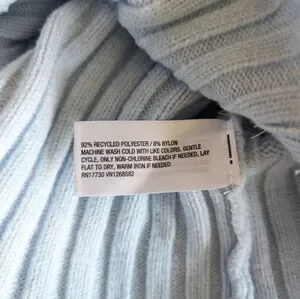 92% RECYCLED POLYESTER / 8% NYLON
MACHINE WASH COLD WITH LIKE COLORS, GENTLE
CYCLE, ONLY NON-CHLORINE BLEACH IF NEEDED, LAY
FLAT TO DRY, WARM IRON IF NEEDED
RN17730 VN1268582